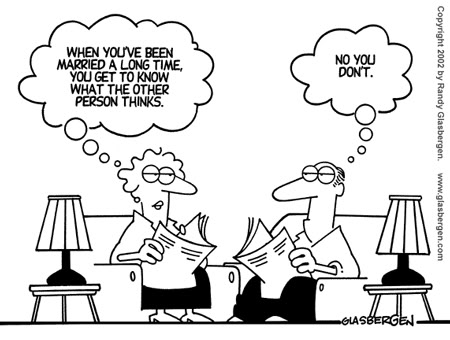 WHEN YOU'VE BEEN
MARRIED A LONG TIME,
YOU GET TO KNOW
WHAT THE OTHER
PERSON THINKS.
NO YOU
DON'T.
Copyright 2002 by Randy Glasbergen. www.glasbergen.com
GLASBERGEN